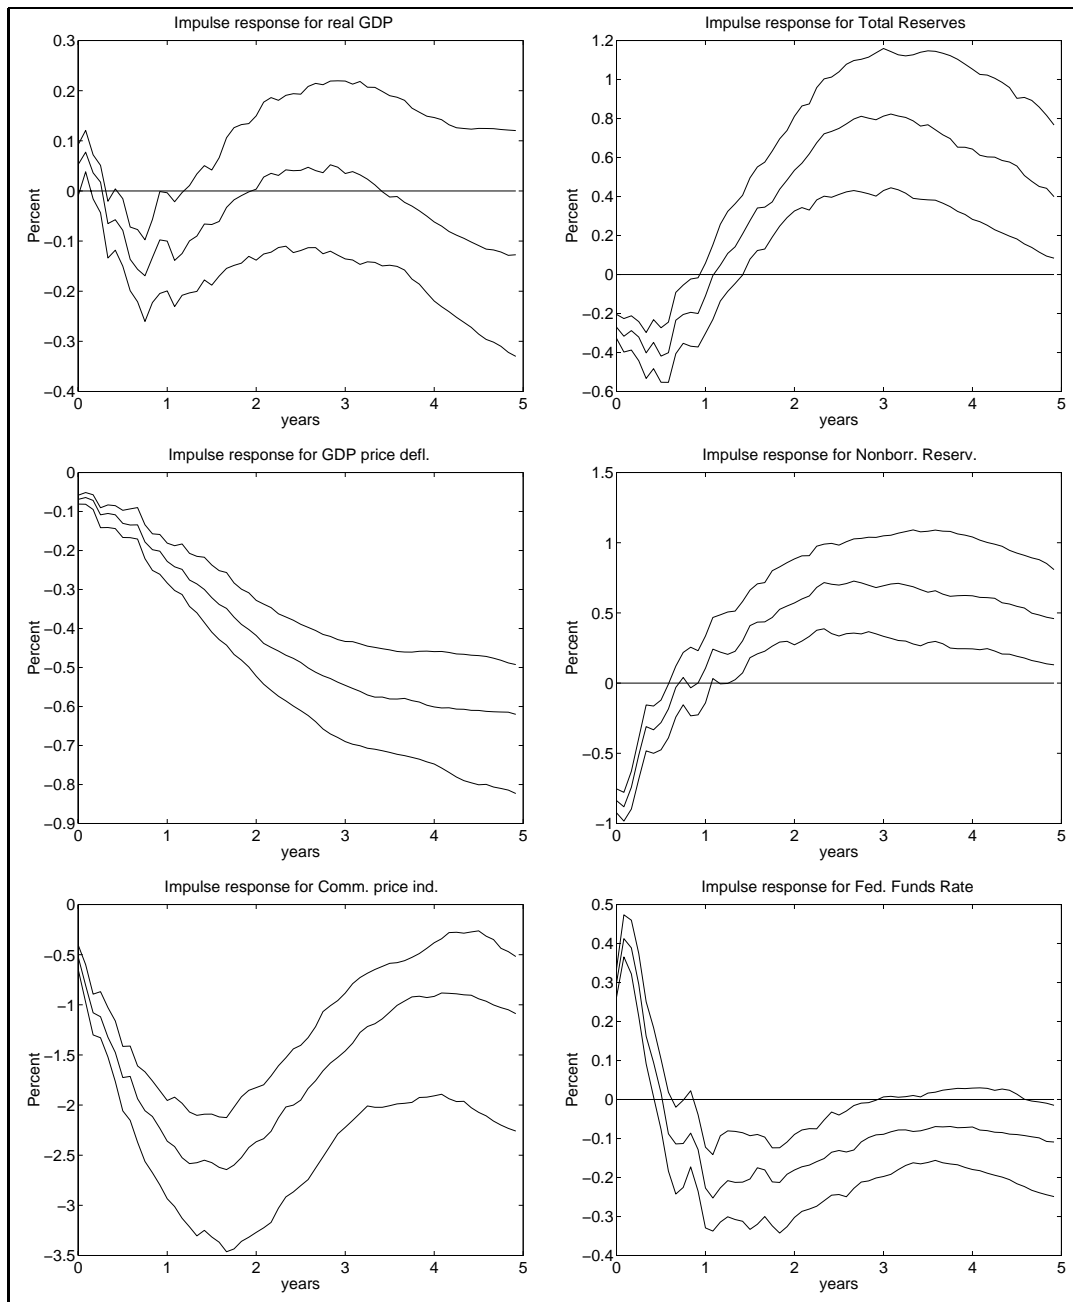 Impulse response for real GDP
0.3
0.2
0.1
0
−0.1
−0.2
−0.3
−0.4
Percent
0 1 2 3 4 5
years
Impulse response for Total Reserves
1.2
1
0.8
0.6
0.4
0.2
0
−0.2
−0.4
−0.6
Percent
0 1 2 3 4 5
years
Impulse response for GDP price defl.
0
−0.1
−0.2
−0.3
−0.4
−0.5
−0.6
−0.7
−0.8
−0.9
Percent
0 1 2 3 4 5
years
Impulse response for Nonborr. Reserv.
1.5
1
0.5
0
−0.5
−1
Percent
0 1 2 3 4 5
years
Impulse response for Comm. price ind.
0
−0.5
−1
−1.5
−2
−2.5
−3
−3.5
Percent
0 1 2 3 4 5
years
Impulse response for Fed. Funds Rate
0.5
0.4
0.3
0.2
0.1
0
−0.1
−0.2
−0.3
−0.4
Percent
0 1 2 3 4 5
years